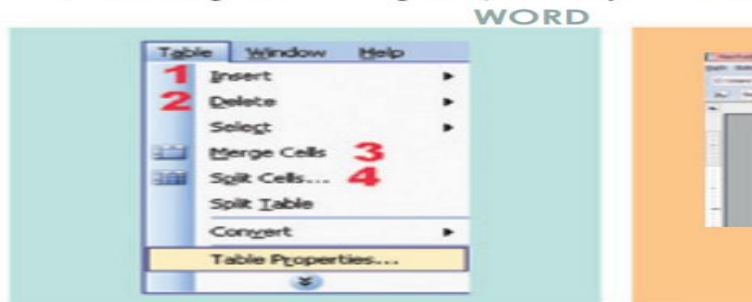 WORD
Table Window Help
1 Insert
2 Delete
Select
Merge Cells 3
Split Cells... 4
Split Table
Convert
Table Properties...